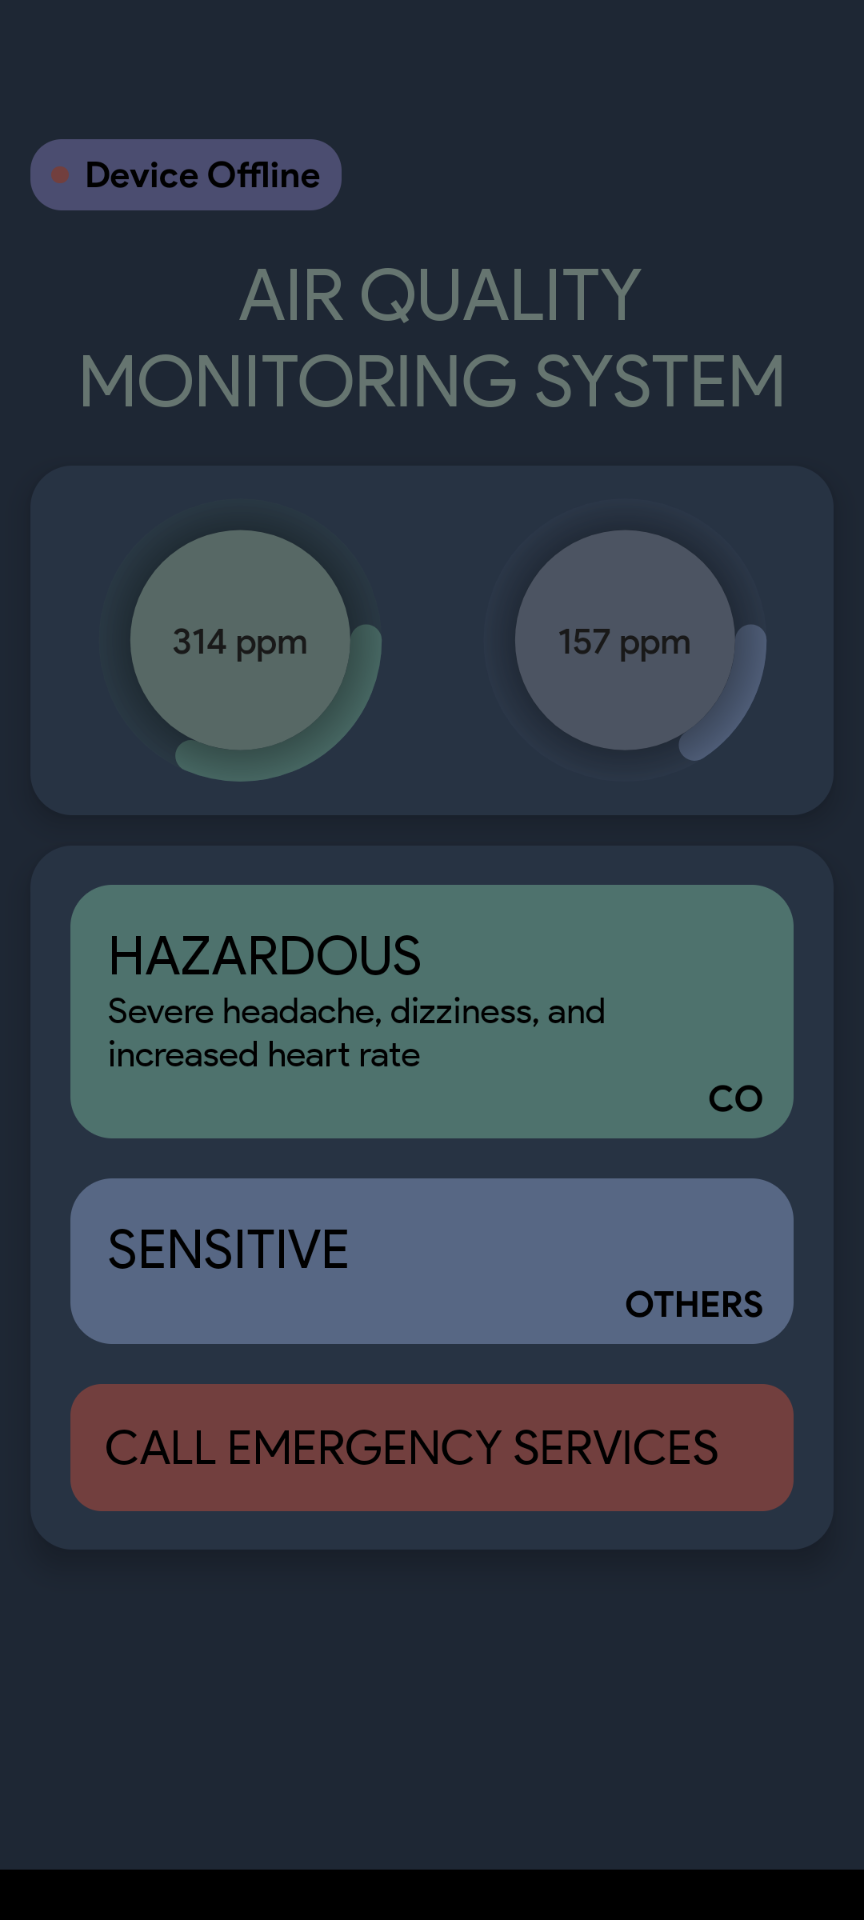 Device Offline
AIR QUALITY
MONITORING SYSTEM
314 ppm
157 ppm
HAZARDOUS
Severe headache, dizziness, and
increased heart rate
CO
SENSITIVE
OTHERS
CALL EMERGENCY SERVICES